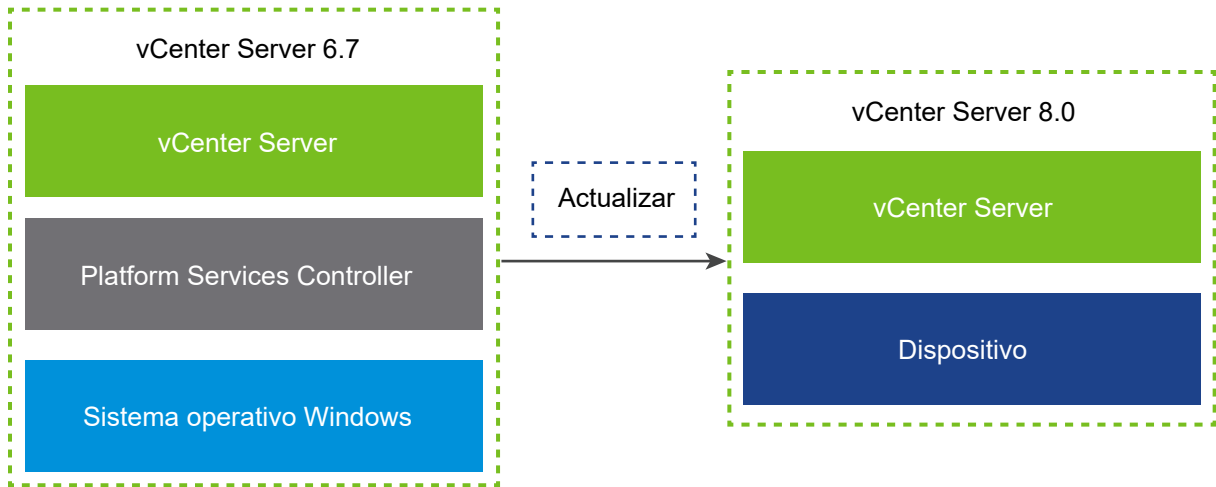 vCenter Server 6.7
vCenter Server
Platform Services Controller
Sistema operativo Windows
Actualizar
vCenter Server 8.0
vCenter Server
Dispositivo